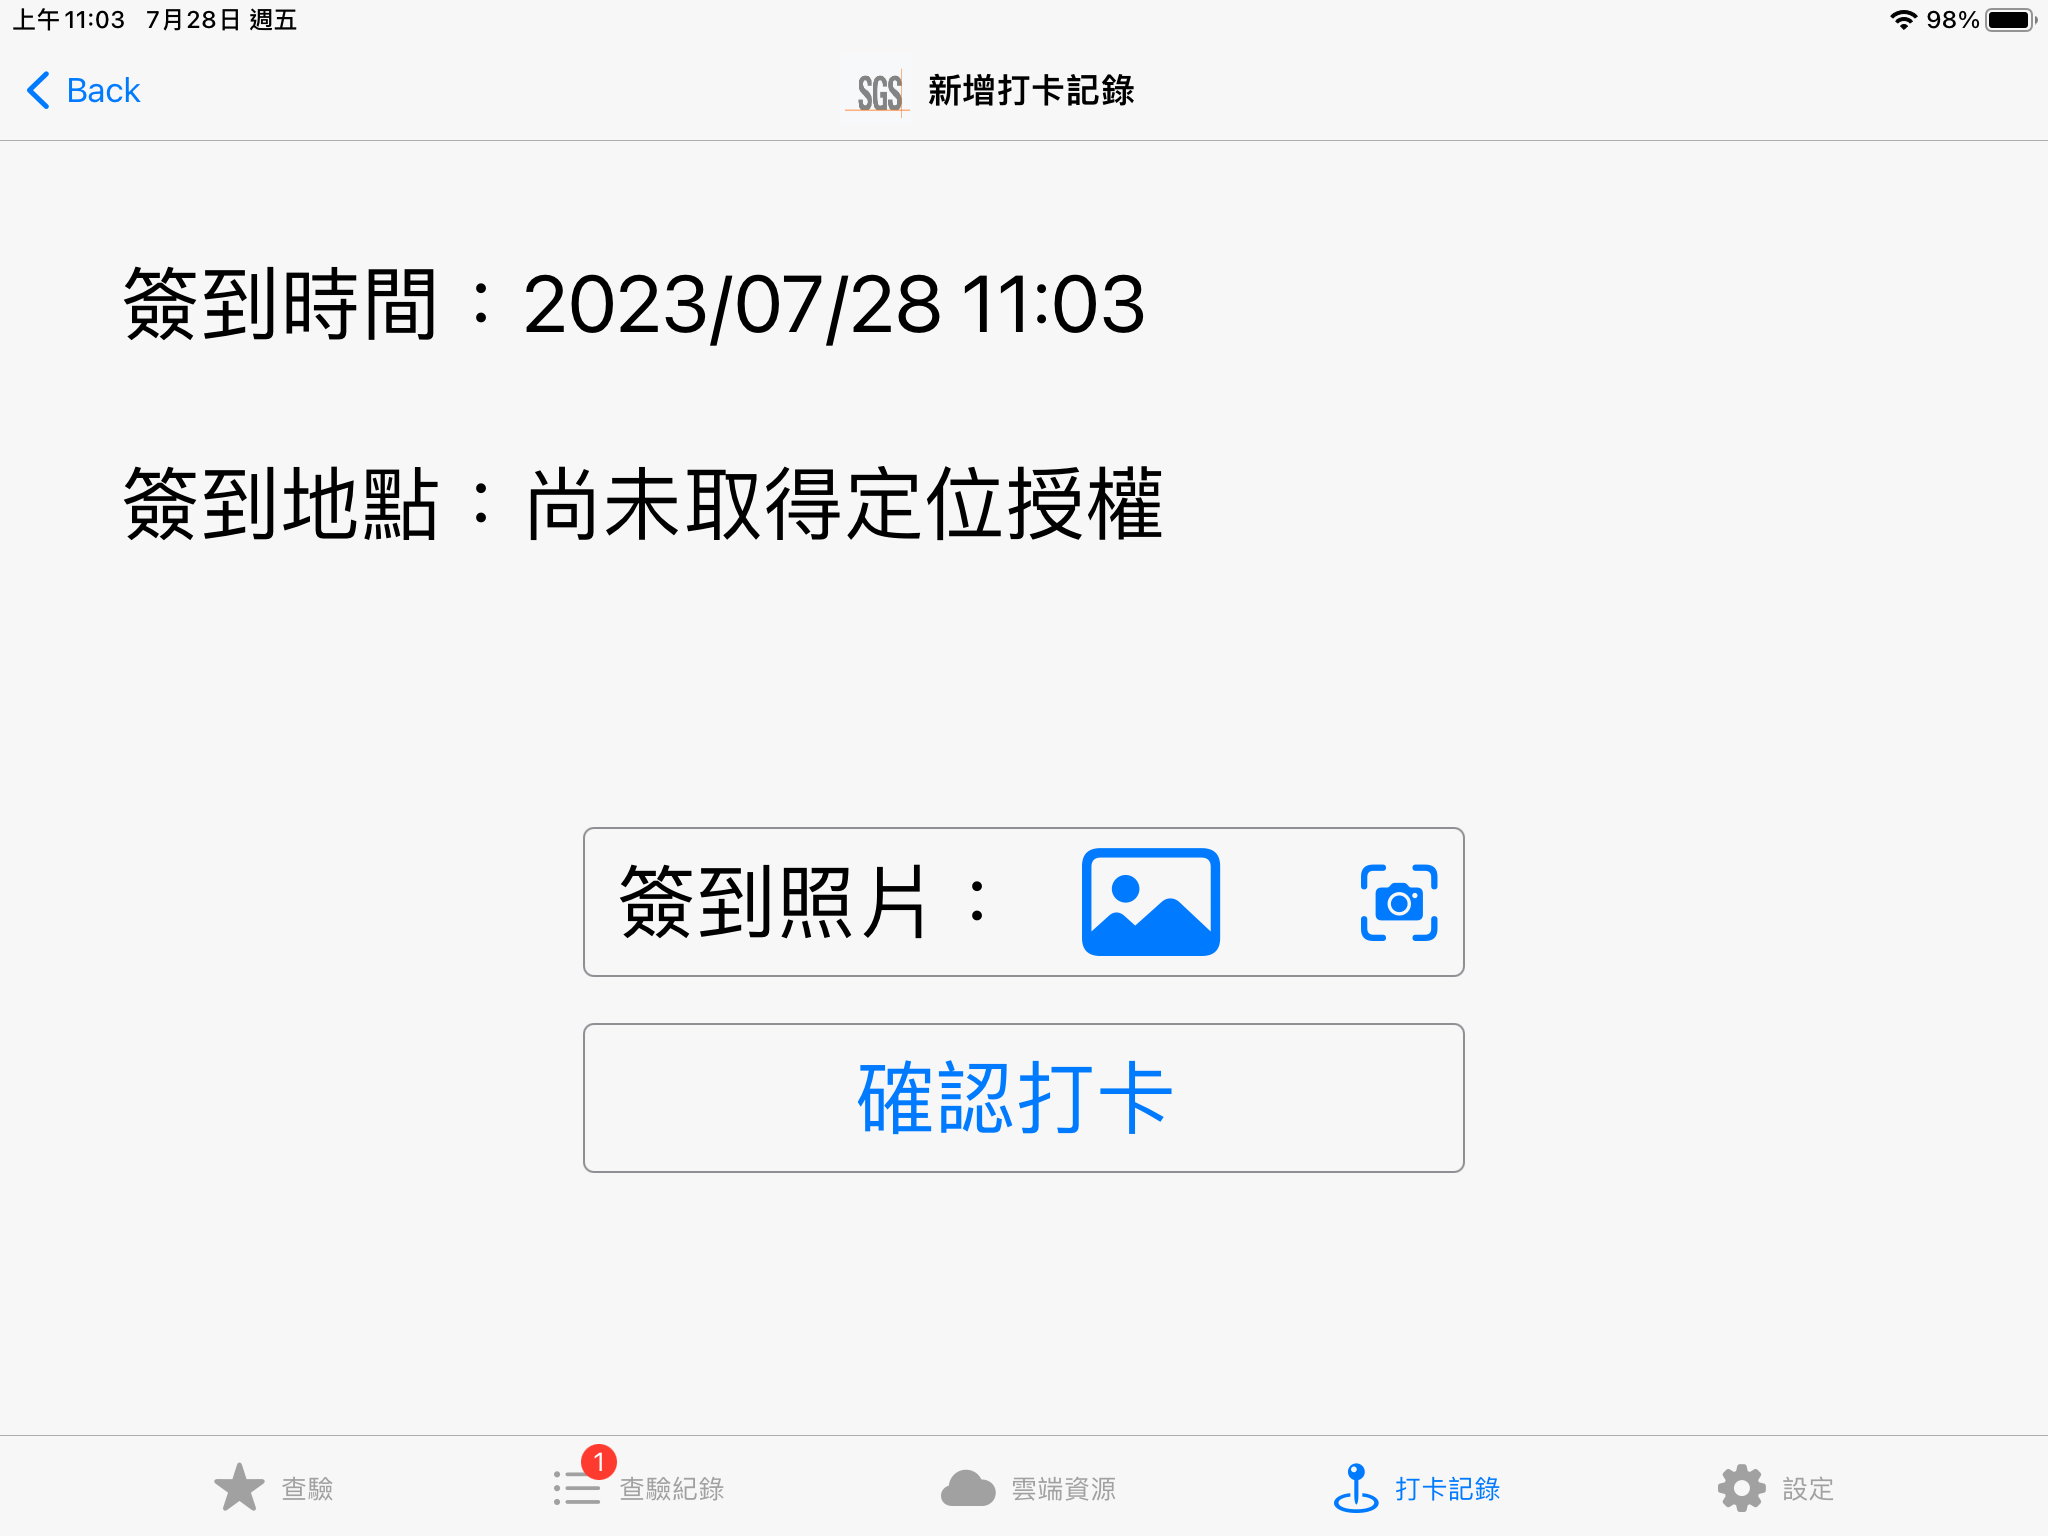 上午11:03 7月28日 週五
98%
Back
SGS 新增打卡記錄
簽到時間：2023/07/28 11:03
簽到地點：尚未取得定位授權
簽到照片：
確認打卡
查驗
1
查驗紀錄
雲端資源
打卡記錄
設定